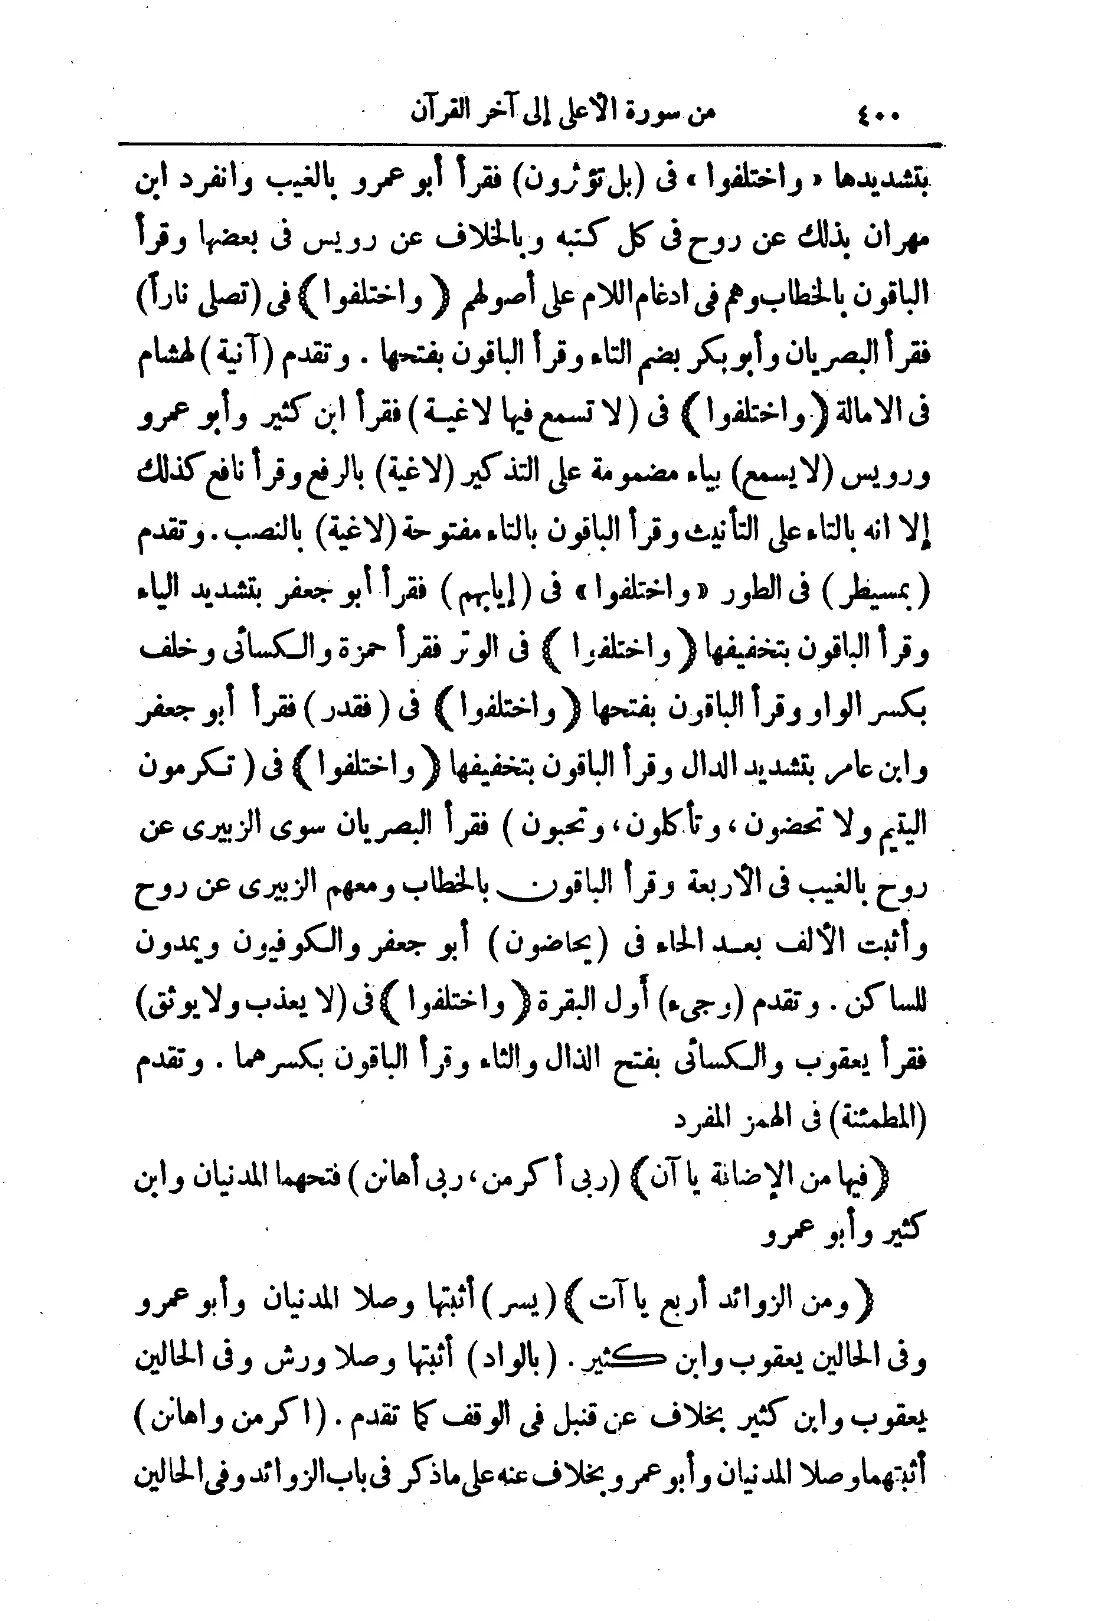 ٤٠٠ من سورة الأعلى إلى آخر القرآن
بتشديدها «واختلفوا» فى (بل تؤثرون) فقرأ أبو عمرو بالغيب وانفرد ابن
مهران بذلك عن روح فى كل كتبه وبالخلاف عن رويس فى بعضها وقرأ
الباقون بالخطاب وهم فى ادغام اللام على أصولهم ﴿واختلفوا﴾ فى (تصلى ناراً)
فقرأ البصريان وأبو بكر بضم التاء وقرأ الباقون بفتحها . وتقدم (آنية) لهشام
فى الامالة ﴿واختلفوا﴾ فى (لا تسمع فيها لاغية) فقرأ ابن كثير وأبو عمرو
ورويس (لا يسمع) بياء مضمومة على التذكير (لاغية) بالرفع وقرأ نافع كذلك
إلا انه بالتاء على التأنيث وقرأ الباقون بالتاء مفتوحة (لاغية) بالنصب . وتقدم
(بمسيطر) فى الطور «واختلفوا» فى (إيابهم) فقرأ أبو جعفر بتشديد الياء
وقرأ الباقون بتخفيفها ﴿واختلفوا﴾ فى الوتر فقرأ حمزة والكسائى وخلف
بكسر الواو وقرأ الباقون بفتحها ﴿واختلفوا﴾ فى (فقدر) فقرأ أبو جعفر
وابن عامر بتشديد الدال وقرأ الباقون بتخفيفها ﴿واختلفوا﴾ فى (تكرمون
اليتيم ولا تحضون، وتأكلون، وتحبون) فقرأ البصريان سوى الزبيرى عن
روح بالغيب فى الأربعة وقرأ الباقون بالخطاب ومعهم الزبيرى عن روح
وأثبت الألف بعد الحاء فى (يحاضون) أبو جعفر والكوفيون ويمدون
للساكن . وتقدم (وجىء) أول البقرة ﴿واختلفوا﴾ فى (لا يعذب ولا يوثق)
فقرأ يعقوب والكسائى بفتح الذال والثاء وقرأ الباقون بكسرهما . وتقدم
(المطمئنة) فى الهمز المفرد
﴿فيها من الإضافة يا آن﴾ (ربى أكرمن، ربى أهانن) فتحهما المدنيان وابن
كثير وأبو عمرو
﴿ومن الزوائد أربع يا آت﴾ (يسر) أثبتها وصلا المدنيان وأبو عمرو
وفى الحالين يعقوب وابن كثير . (بالواد) أثبتها وصلا ورش وفى الحالين
يعقوب وابن كثير بخلاف عن قنبل فى الوقف كما تقدم . (اكرمن واهانن)
أثبتهما وصلا المدنيان وأبو عمرو بخلاف عنه على ماذكر فى باب الزوائد وفى الحالين